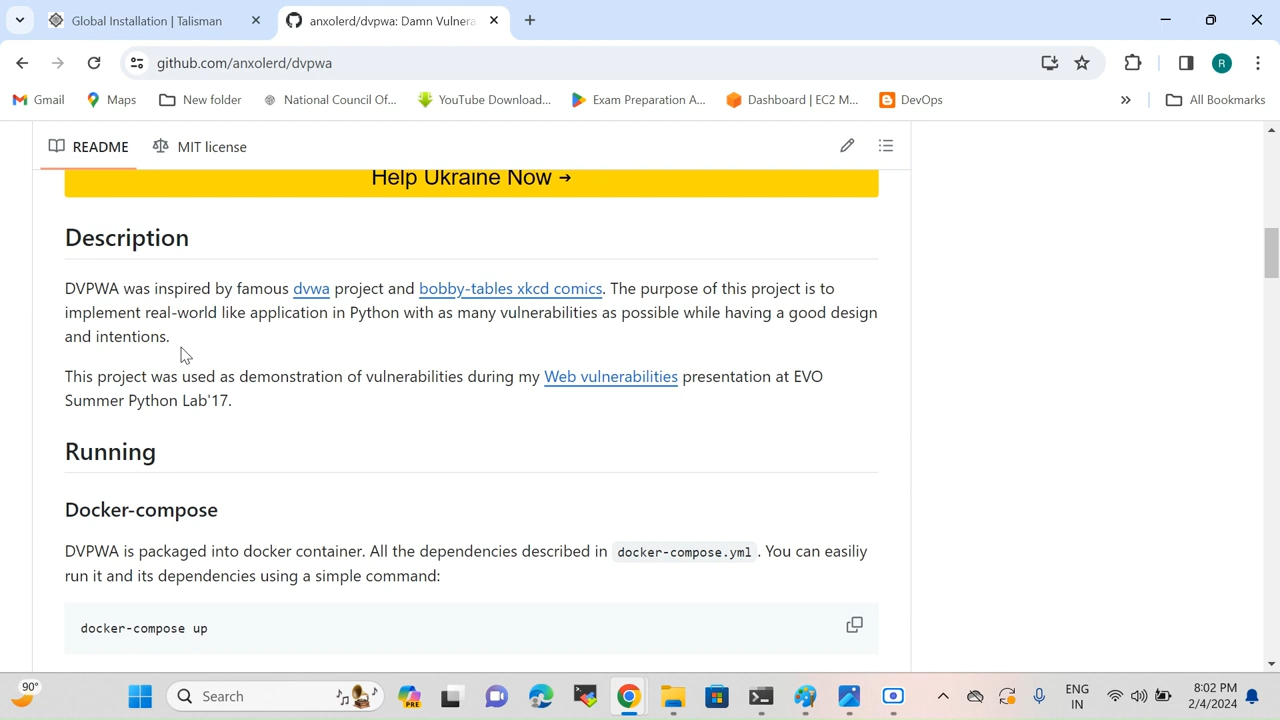 Global Installation | Talisman
anxolerd/dvpwa: Damn Vulnera
github.com/anxolerd/dvpwa
R
Gmail
Maps
New folder
National Council Of...
YouTube Download...
Exam Preparation A...
Dashboard | EC2 M...
DevOps
»
All Bookmarks
README
MIT license
Help Ukraine Now →
Description
DVPWA was inspired by famous dvwa project and bobby-tables xkcd comics. The purpose of this project is to
implement real-world like application in Python with as many vulnerabilities as possible while having a good design
and intentions.
This project was used as demonstration of vulnerabilities during my Web vulnerabilities presentation at EVO
Summer Python Lab'17.
Running
Docker-compose
DVPWA is packaged into docker container. All the dependencies described in docker-compose.yml . You can easiliy
run it and its dependencies using a simple command:
docker-compose up
90°
Search
PRE
ENG
IN
8:02 PM
2/4/2024